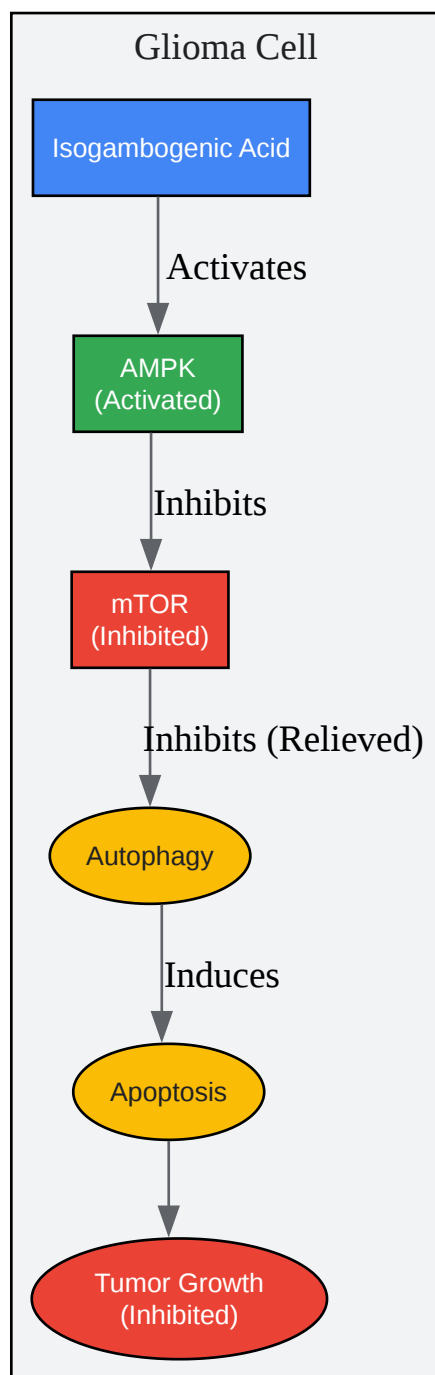 Glioma Cell
Isogambogenic Acid
Activates
AMPK
(Activated)
Inhibits
mTOR
(Inhibited)
Inhibits (Relieved)
Autophagy
Induces
Apoptosis
Tumor Growth
(Inhibited)